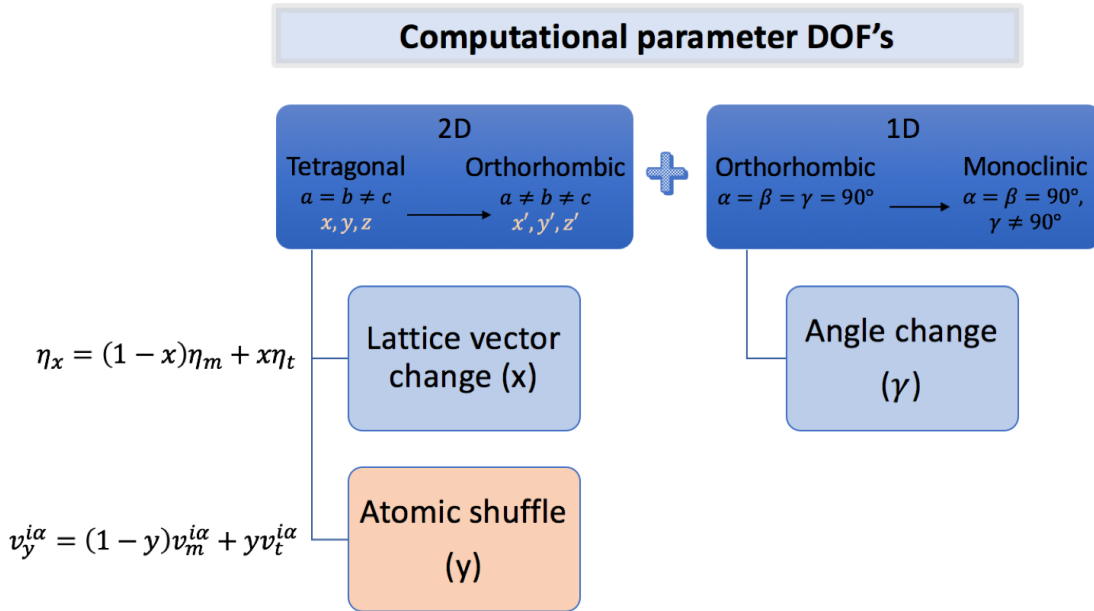 Computational parameter DOF's
2D
Tetragonal
a = b ≠ c
x, y, z
Orthorhombic
a ≠ b ≠ c
x′, y′, z′
1D
Orthorhombic
α = β = γ = 90°
Monoclinic
α = β = 90°,
γ ≠ 90°
η_x = (1 − x)η_m + xη_t
Lattice vector
change (x)
Angle change
(γ)
v_y^{iα} = (1 − y)v_m^{iα} + yv_t^{iα}
Atomic shuffle
(y)